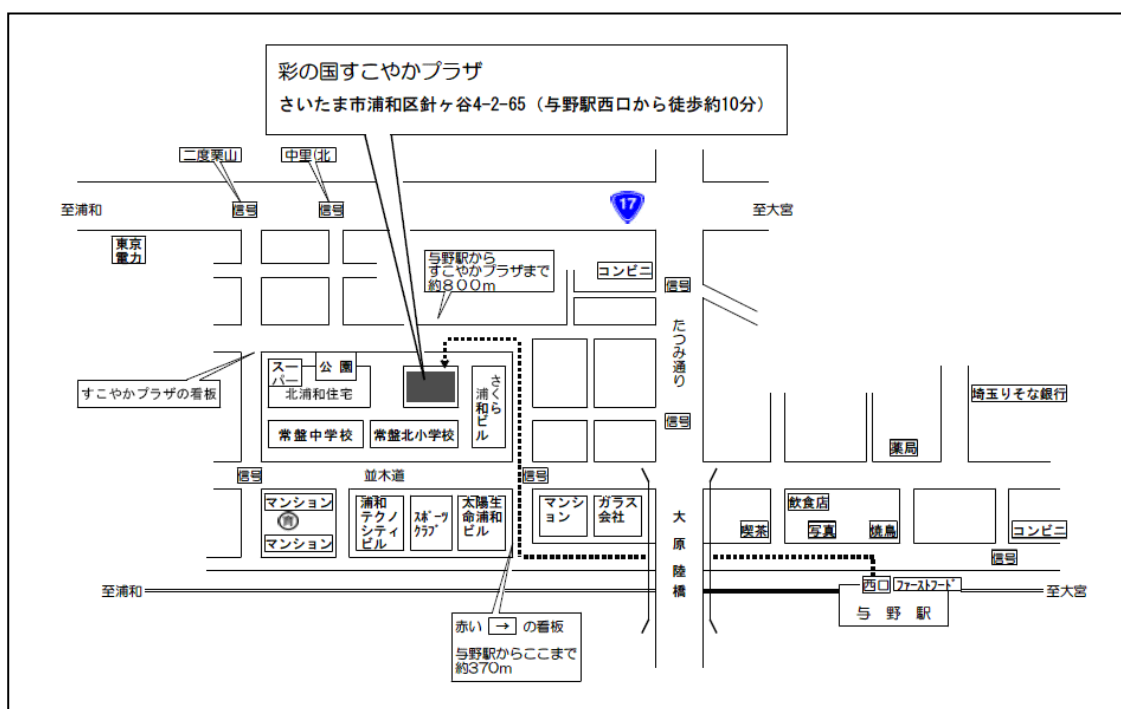 彩の国すこやかプラザ
さいたま市浦和区針ヶ谷4-2-65（与野駅西口から徒歩約10分）
二度栗山
中里(北
至浦和
信号
信号
17
至大宮
東京
電力
与野駅から
すこやかプラザまで
約８００ｍ
コンビニ
信号
たつみ通り
すこやかプラザの看板
スー
パー
公園
北浦和住宅
さくら
浦和ビル
埼玉りそな銀行
常盤中学校
常盤北小学校
信号
薬局
信号
並木道
信号
マンション
育
マンション
浦和
テクノ
シティ
ビル
スポーツ
クラブ
太陽生
命浦和
ビル
マンシ
ョン
ガラス
会社
大原陸橋
喫茶
飲食店
写真
焼鳥
コンビニ
信号
至浦和
西口
ファーストフード
与野駅
至大宮
赤い → の看板
与野駅からここまで
約370ｍ